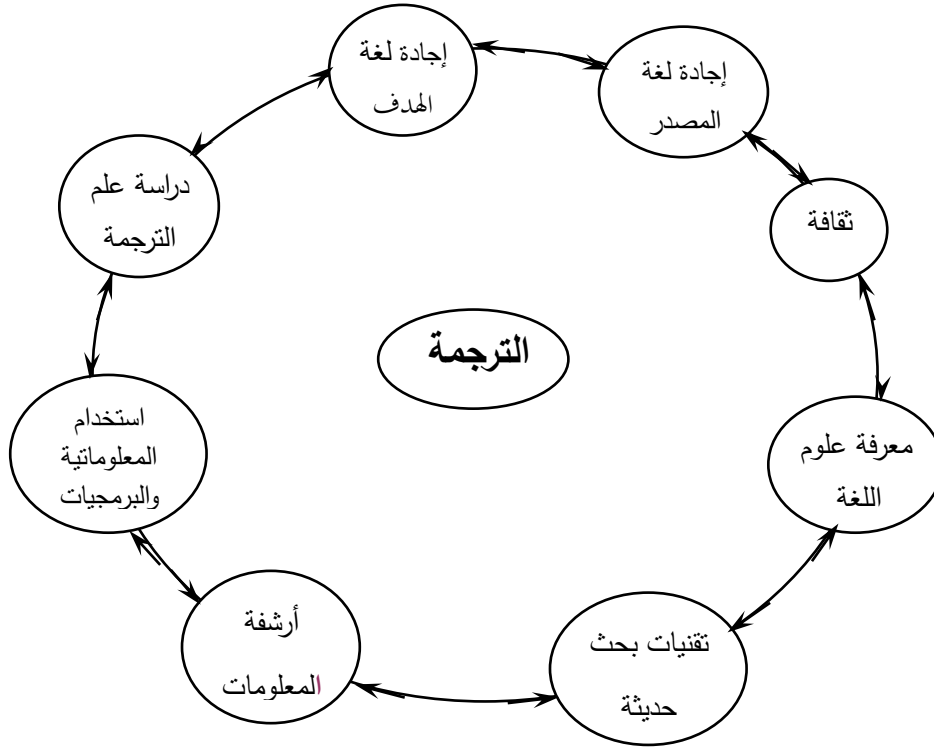 إجادة لغة
المصدر
إجادة لغة
الهدف
ثقافة
دراسة علم
الترجمة
الترجمة
معرفة علوم
اللغة
استخدام
المعلوماتية
والبرمجيات
تقنيات بحث
حديثة
أرشفة
المعلومات